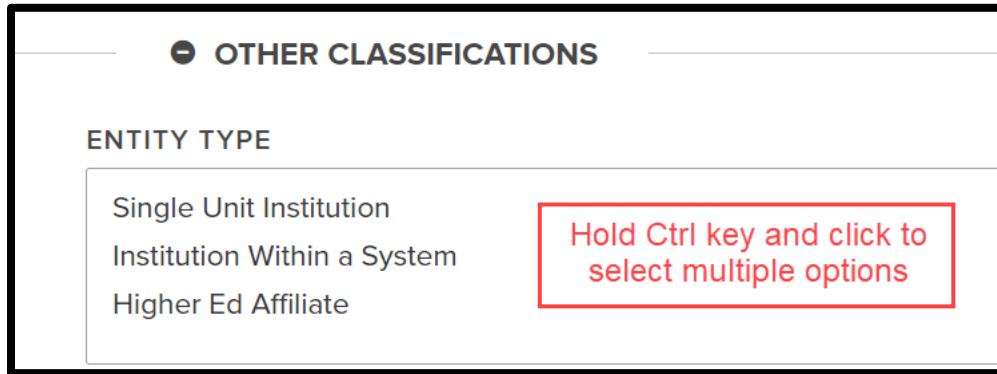 OTHER CLASSIFICATIONS
ENTITY TYPE
Single Unit Institution
Institution Within a System
Higher Ed Affiliate
Hold Ctrl key and click to
select multiple options